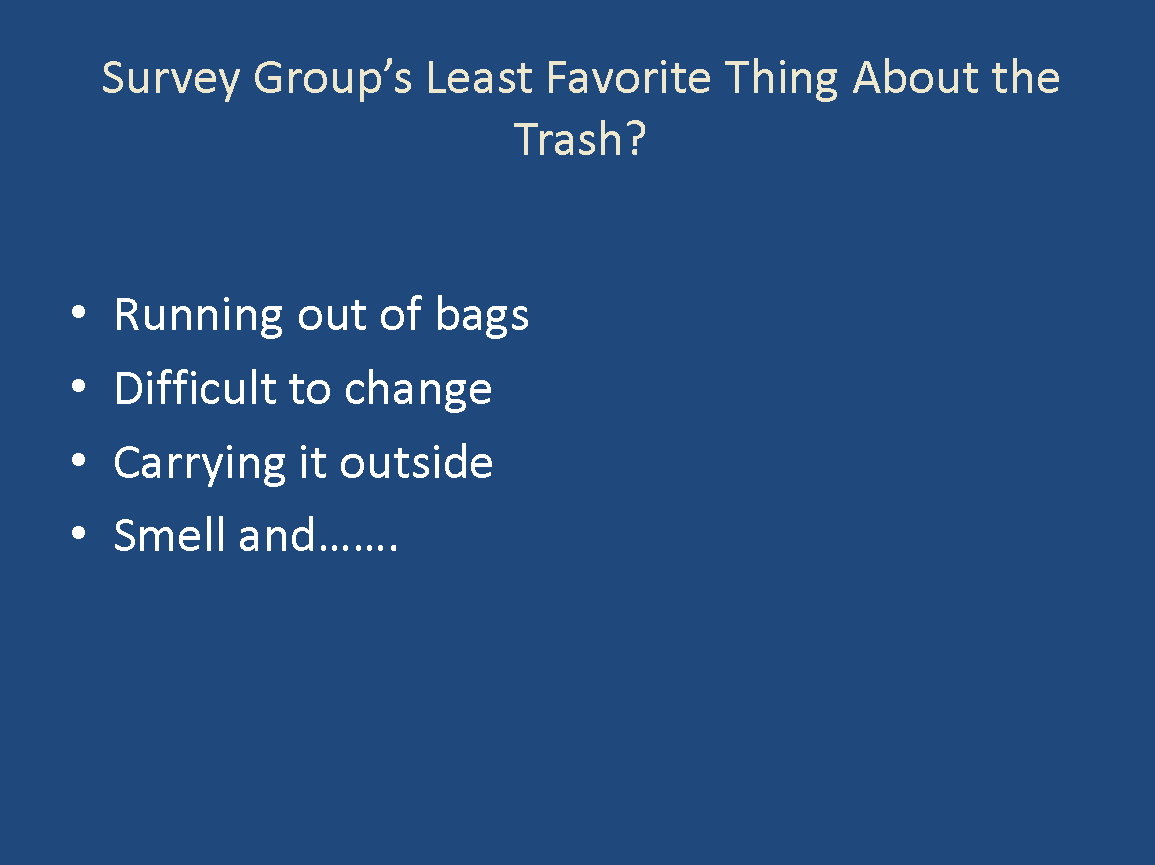 Survey Group’s Least Favorite Thing About the
Trash?
• Running out of bags
• Difficult to change
• Carrying it outside
• Smell and…….